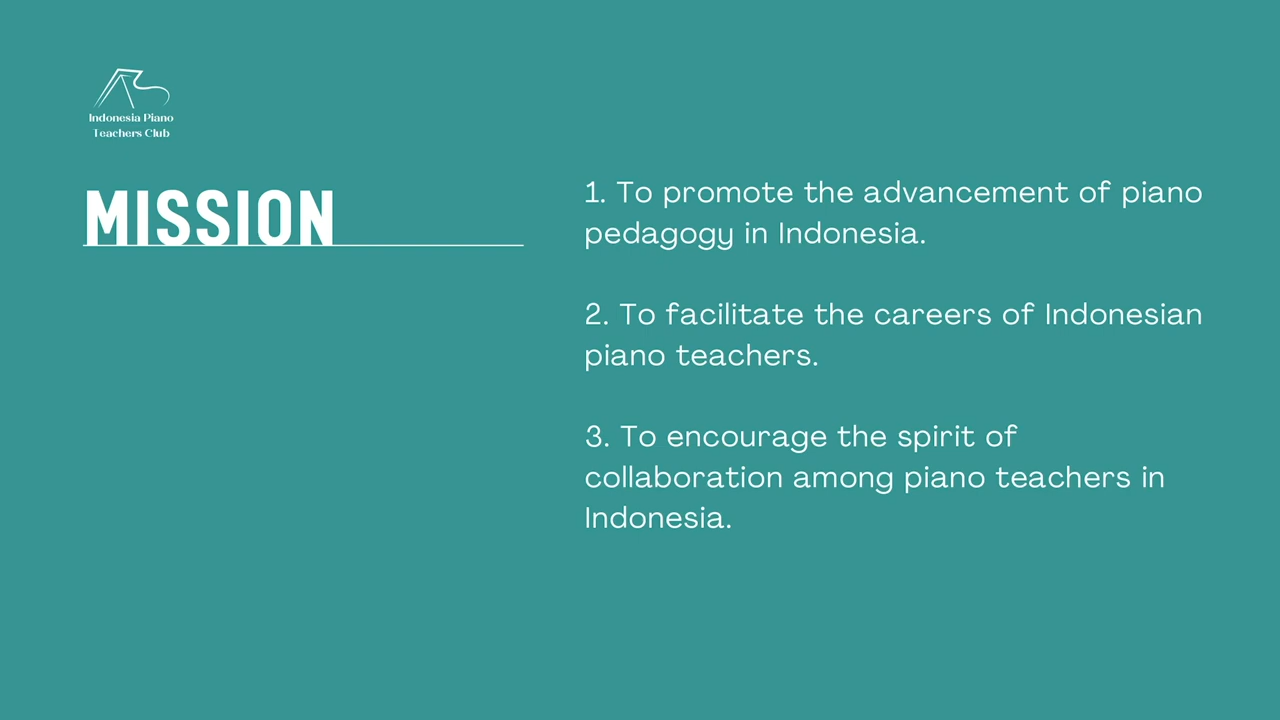 Indonesia Piano
Teachers Club
MISSION
1. To promote the advancement of piano
pedagogy in Indonesia.
2. To facilitate the careers of Indonesian
piano teachers.
3. To encourage the spirit of
collaboration among piano teachers in
Indonesia.